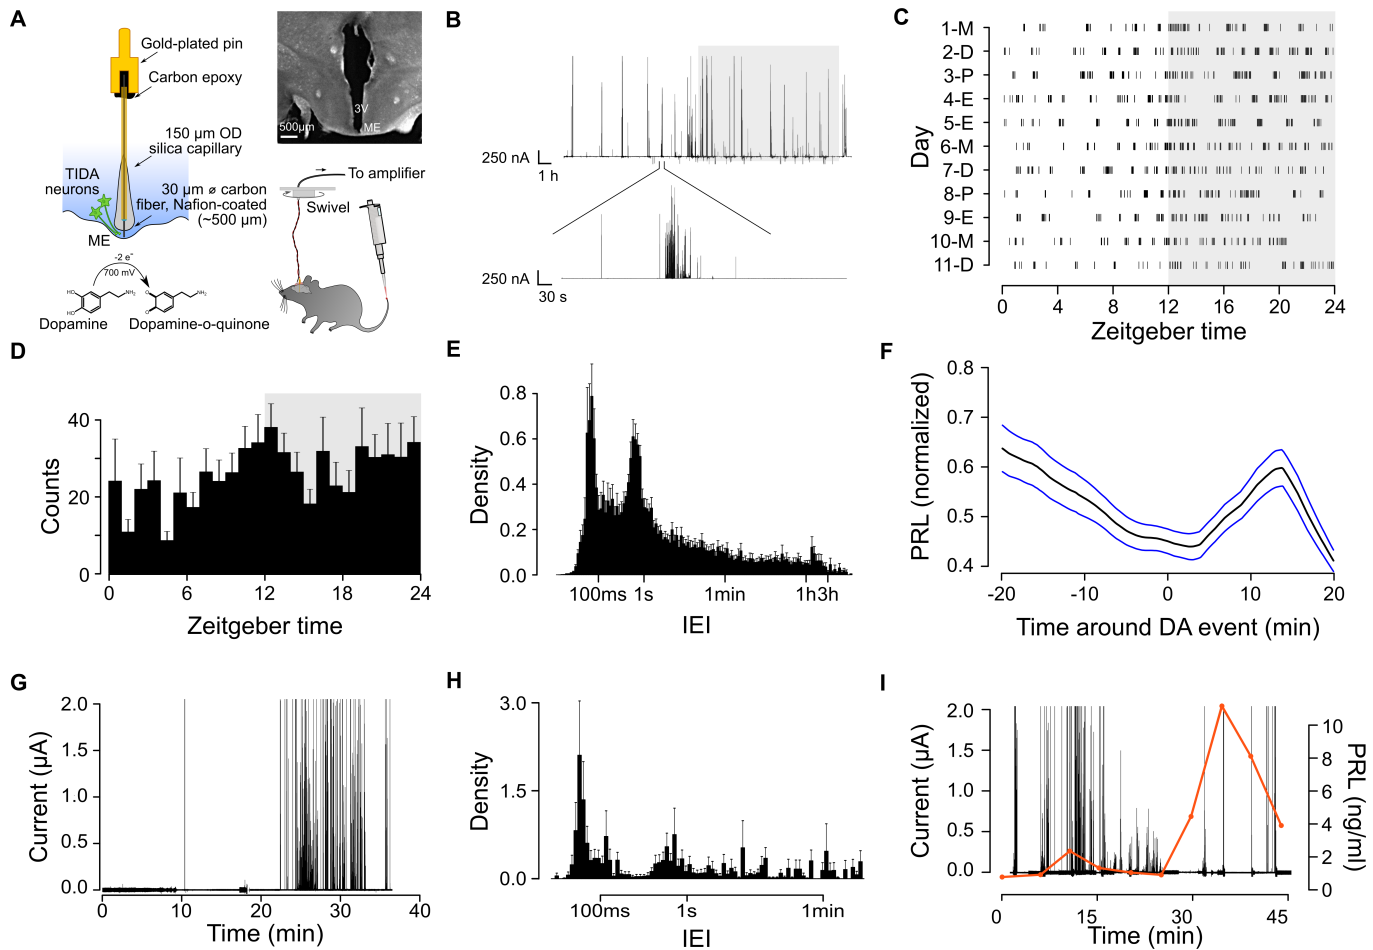 A
Gold-plated pin
Carbon epoxy
150 µm OD
silica capillary
TIDA
neurons
30 µm ø carbon
fiber, Nafion-coated
(~500 µm)
ME
-2 e-
700 mV
HO
OH
NH2
O
O
NH2
Dopamine
Dopamine-o-quinone
3V
500µm
ME
To amplifier
Swivel
B
250 nA
1 h
250 nA
30 s
C
Day
1-M
2-D
3-P
4-E
5-E
6-M
7-D
8-P
9-E
10-M
11-D
0 4 8 12 16 20 24
Zeitgeber time
D
Counts
40
20
0
0 6 12 18 24
Zeitgeber time
E
Density
0.8
0.6
0.4
0.2
0.0
100ms 1s 1min 1h3h
IEI
F
PRL (normalized)
0.8
0.7
0.6
0.5
0.4
-20 -10 0 10 20
Time around DA event (min)
G
Current (µA)
2.0
1.5
1.0
0.5
0.0
0 10 20 30 40
Time (min)
H
Density
3.0
1.5
0.0
100ms 1s 1min
IEI
I
Current (µA)
2.0
1.5
1.0
0.5
0.0
10
8
6
4
2
0
PRL (ng/ml)
0 15 30 45
Time (min)